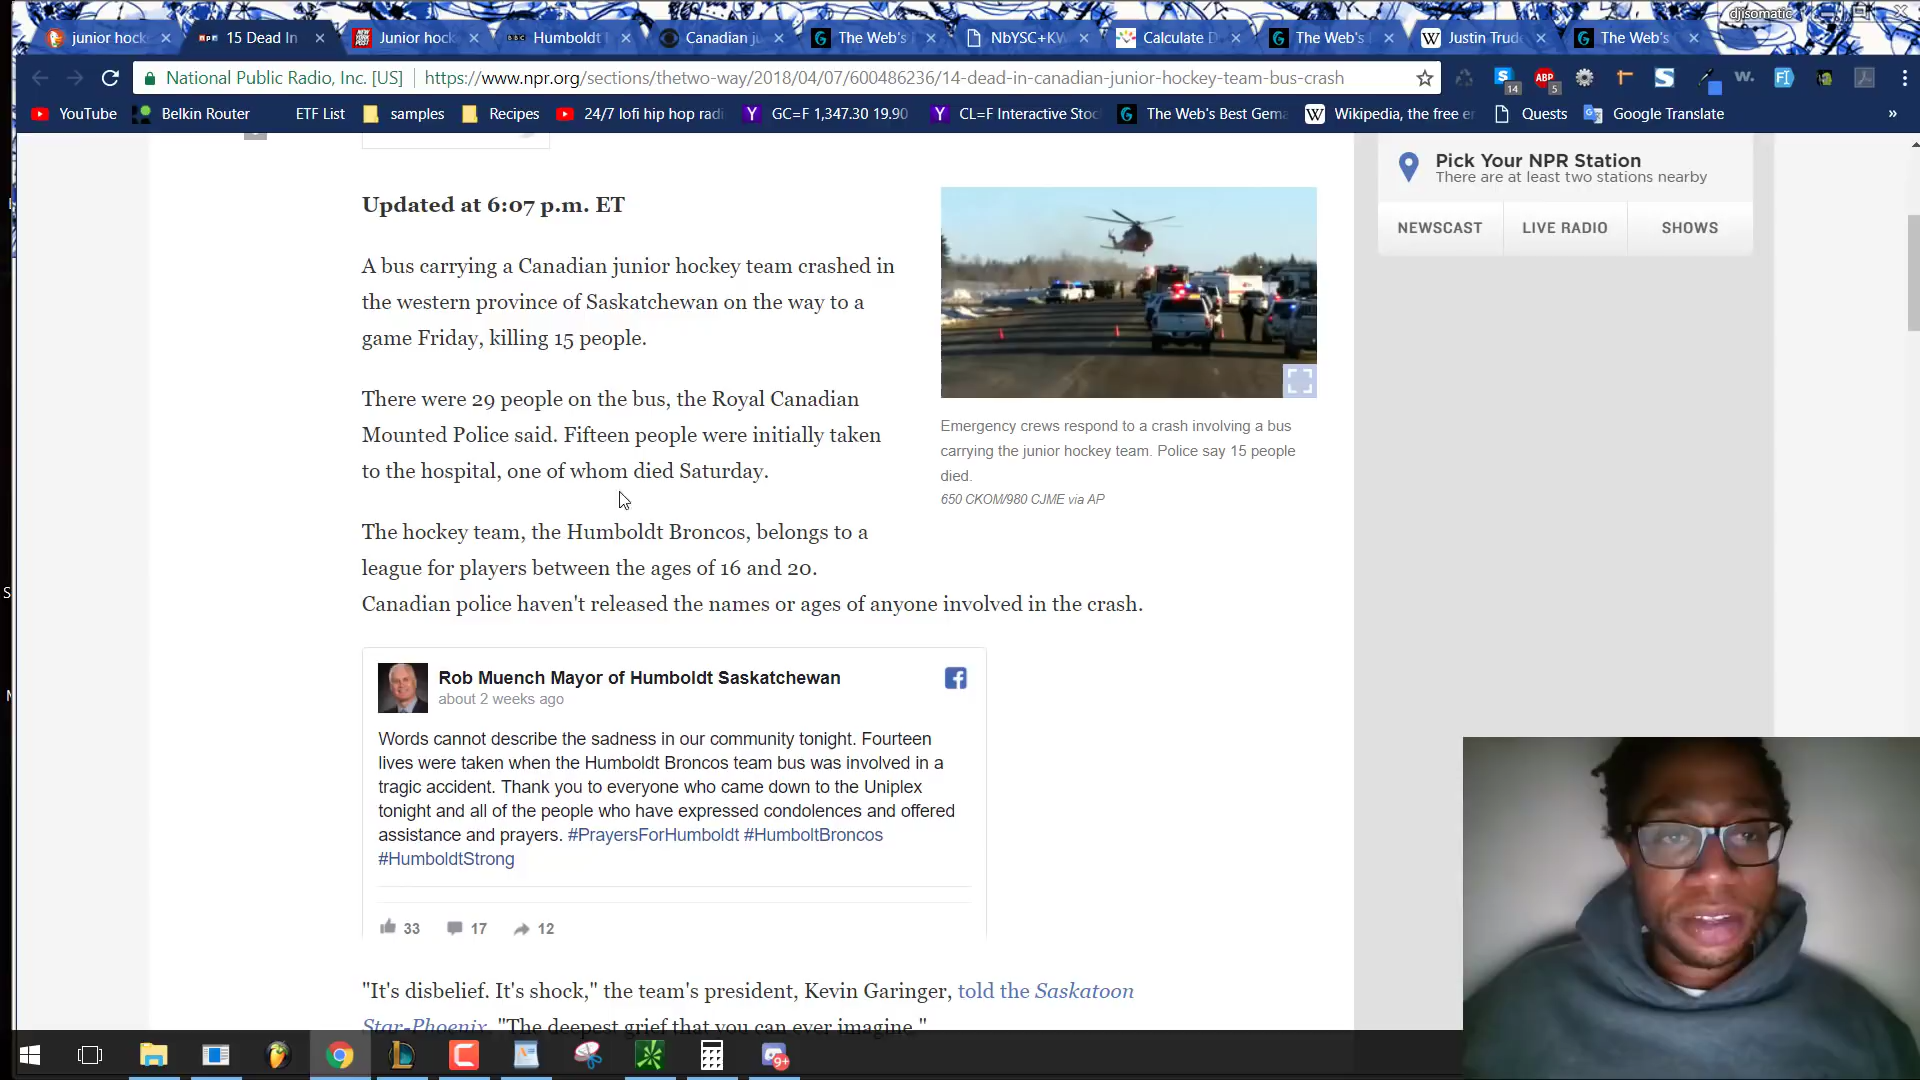 djisomatic
junior hock
15 Dead In
Junior hocke
Humboldt
Canadian ju
The Web's
NbYSC+KW
Calculate D
The Web's
Justin Trude
The Web's
National Public Radio, Inc. [US]
https://www.npr.org/sections/thetwo-way/2018/04/07/600486236/14-dead-in-canadian-junior-hockey-team-bus-crash
YouTube
Belkin Router
ETF List
samples
Recipes
24/7 lofi hip hop radi
GC=F 1,347.30 19.90
CL=F Interactive Stoc
The Web's Best Gema
Wikipedia, the free en
Quests
Google Translate
Pick Your NPR Station
There are at least two stations nearby
NEWSCAST
LIVE RADIO
SHOWS
Updated at 6:07 p.m. ET
A bus carrying a Canadian junior hockey team crashed in
the western province of Saskatchewan on the way to a
game Friday, killing 15 people.
There were 29 people on the bus, the Royal Canadian
Mounted Police said. Fifteen people were initially taken
to the hospital, one of whom died Saturday.
Emergency crews respond to a crash involving a bus
carrying the junior hockey team. Police say 15 people
died.
650 CKOM/980 CJME via AP
The hockey team, the Humboldt Broncos, belongs to a
league for players between the ages of 16 and 20.
Canadian police haven't released the names or ages of anyone involved in the crash.
Rob Muench Mayor of Humboldt Saskatchewan
about 2 weeks ago
Words cannot describe the sadness in our community tonight. Fourteen
lives were taken when the Humboldt Broncos team bus was involved in a
tragic accident. Thank you to everyone who came down to the Uniplex
tonight and all of the people who have expressed condolences and offered
assistance and prayers. #PrayersForHumboldt #HumboltBroncos
#HumboldtStrong
33
17
12
"It's disbelief. It's shock," the team's president, Kevin Garinger, told the Saskatoon
Star-Phoenix. "The deepest grief that you can ever imagine."